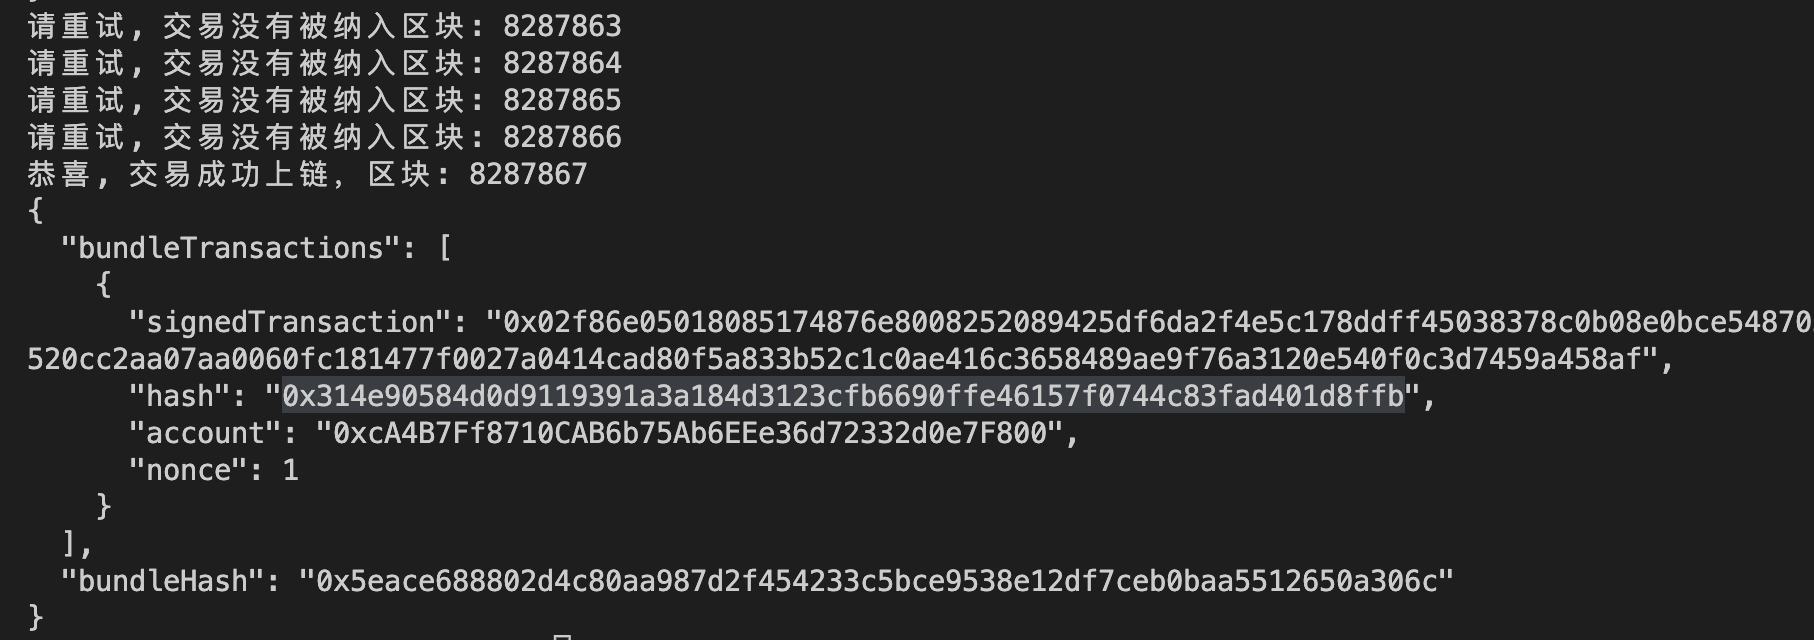 请重试，交易没有被纳入区块: 8287863
请重试，交易没有被纳入区块: 8287864
请重试，交易没有被纳入区块: 8287865
请重试，交易没有被纳入区块: 8287866
恭喜，交易成功上链，区块: 8287867
{
  "bundleTransactions": [
    {
      "signedTransaction": "0x02f86e05018085174876e8008252089425df6da2f4e5c178ddff45038378c0b08e0bce54870
520cc2aa07aa0060fc181477f0027a0414cad80f5a833b52c1c0ae416c3658489ae9f76a3120e540f0c3d7459a458af",
      "hash": "0x314e90584d0d9119391a3a184d3123cfb6690ffe46157f0744c83fad401d8ffb",
      "account": "0xcA4B7Ff8710CAB6b75Ab6EEe36d72332d0e7F800",
      "nonce": 1
    }
  ],
  "bundleHash": "0x5eace688802d4c80aa987d2f454233c5bce9538e12df7ceb0baa5512650a306c"
}